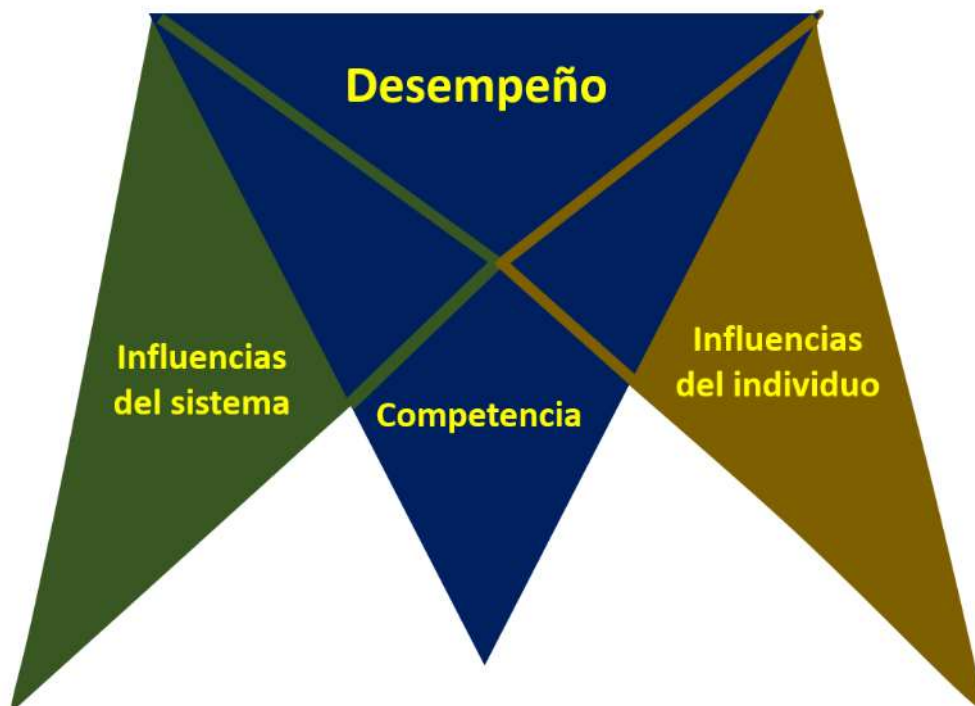 Desempeño
Influencias
del sistema
Competencia
Influencias
del individuo